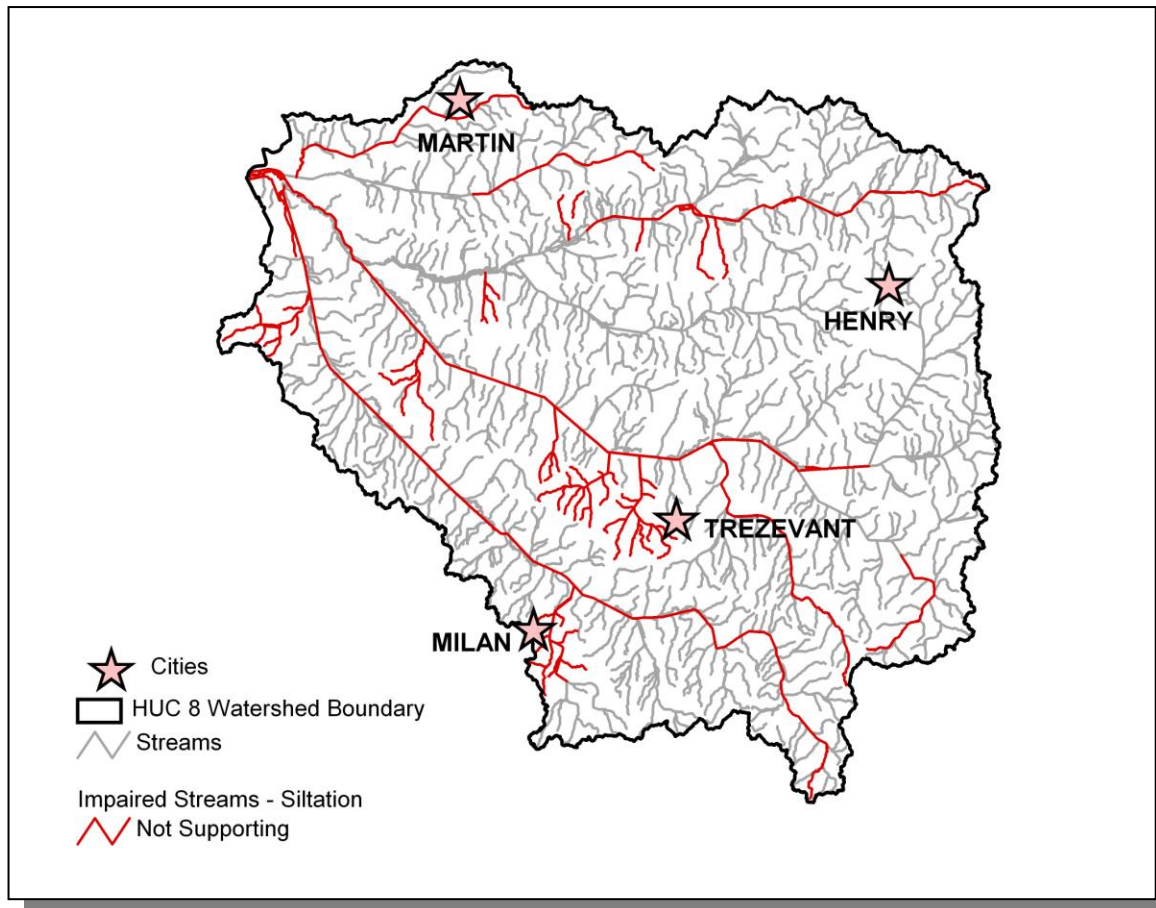 MARTIN
HENRY
TREZEVANT
MILAN
Cities
HUC 8 Watershed Boundary
Streams
Impaired Streams - Siltation
Not Supporting